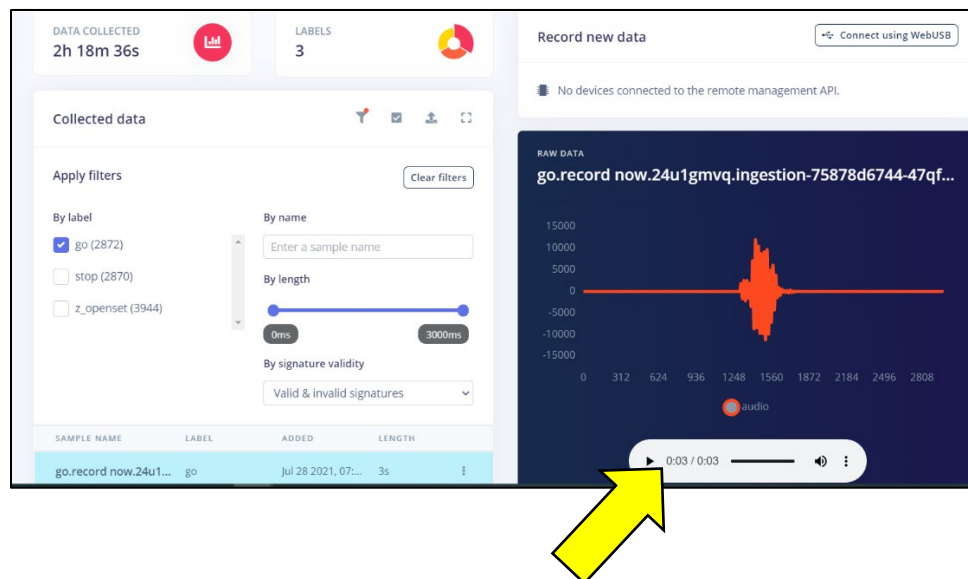 DATA COLLECTED
2h 18m 36s
LABELS
3
Collected data
Apply filters
Clear filters
By label
go (2872)
stop (2870)
z_openset (3944)
By name
Enter a sample name
By length
0ms
3000ms
By signature validity
Valid & invalid signatures
SAMPLE NAME LABEL ADDED LENGTH
go.record now.24u1... go Jul 28 2021, 07:... 3s
Record new data
Connect using WebUSB
No devices connected to the remote management API.
RAW DATA
go.record now.24u1gmvq.ingestion-75878d6744-47qf...
15000
10000
5000
0
-5000
-10000
-15000
0 312 624 936 1248 1560 1872 2184 2496 2808
audio
0:03 / 0:03